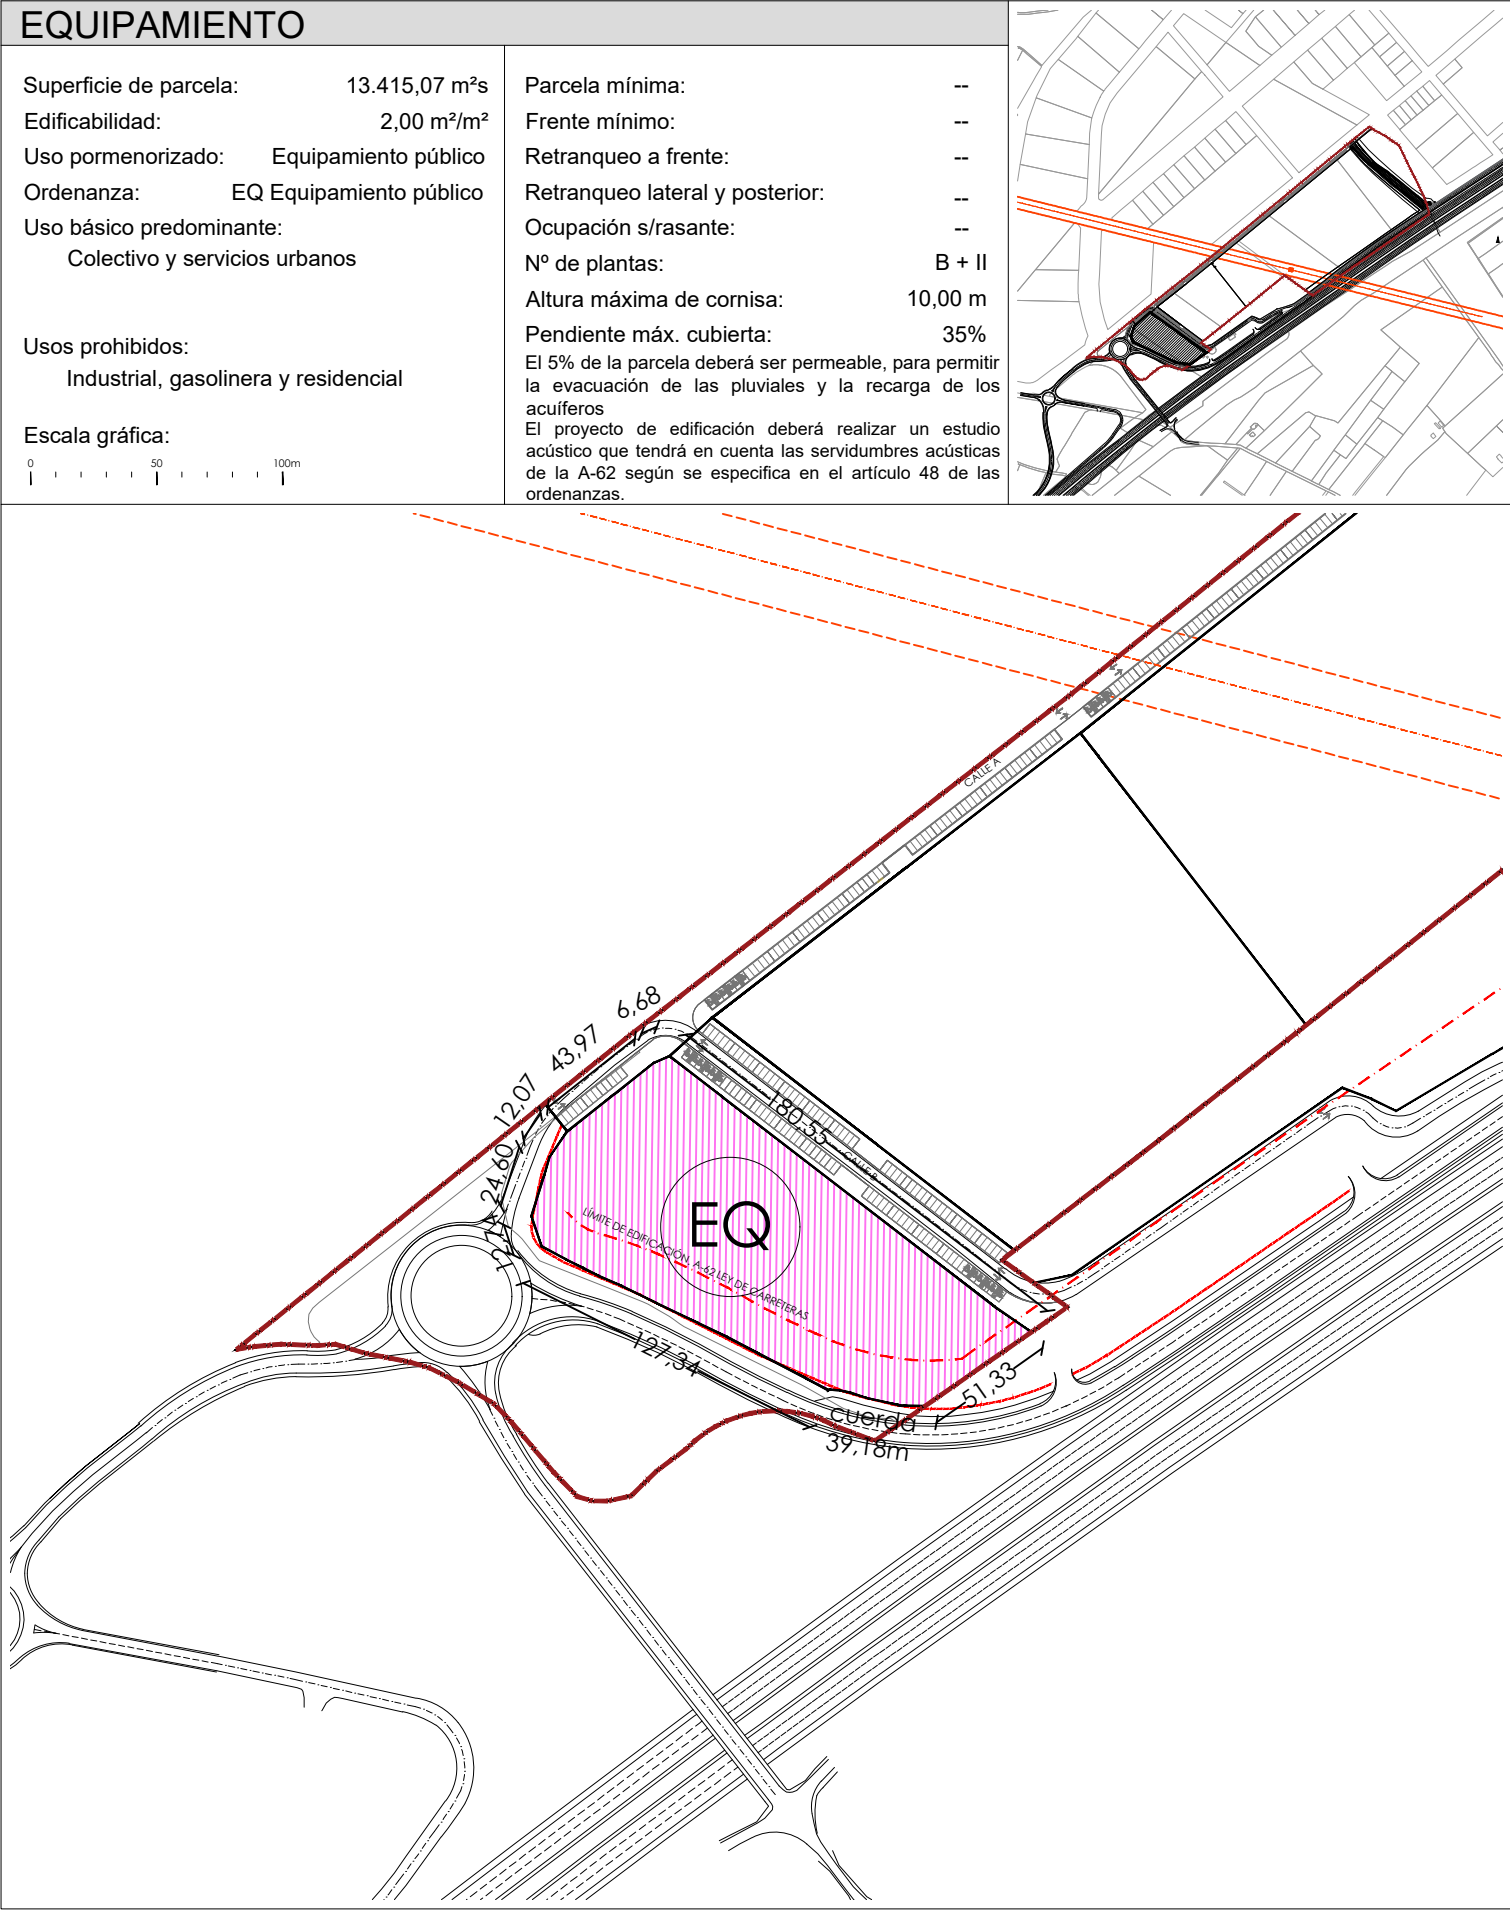 EQUIPAMIENTO
Superficie de parcela: 13.415,07 m²s
Edificabilidad: 2,00 m²/m²
Uso pormenorizado: Equipamiento público
Ordenanza: EQ Equipamiento público
Uso básico predominante:
Colectivo y servicios urbanos
Usos prohibidos:
Industrial, gasolinera y residencial
Escala gráfica:
0 50 100m
Parcela mínima: --
Frente mínimo: --
Retranqueo a frente: --
Retranqueo lateral y posterior: --
Ocupación s/rasante: --
Nº de plantas: B + II
Altura máxima de cornisa: 10,00 m
Pendiente máx. cubierta: 35%
El 5% de la parcela deberá ser permeable, para permitir
la evacuación de las pluviales y la recarga de los
acuíferos
El proyecto de edificación deberá realizar un estudio
acústico que tendrá en cuenta las servidumbres acústicas
de la A-62 según se especifica en el artículo 48 de las
ordenanzas.
CALLE A
6,68
43,97
12,07
24,60
180,55
CALLE B
EQ
LÍMITE DE EDIFICACIÓN, A-62 LEY DE CARRETERAS
127,34
51,33
cuerda
39,18m